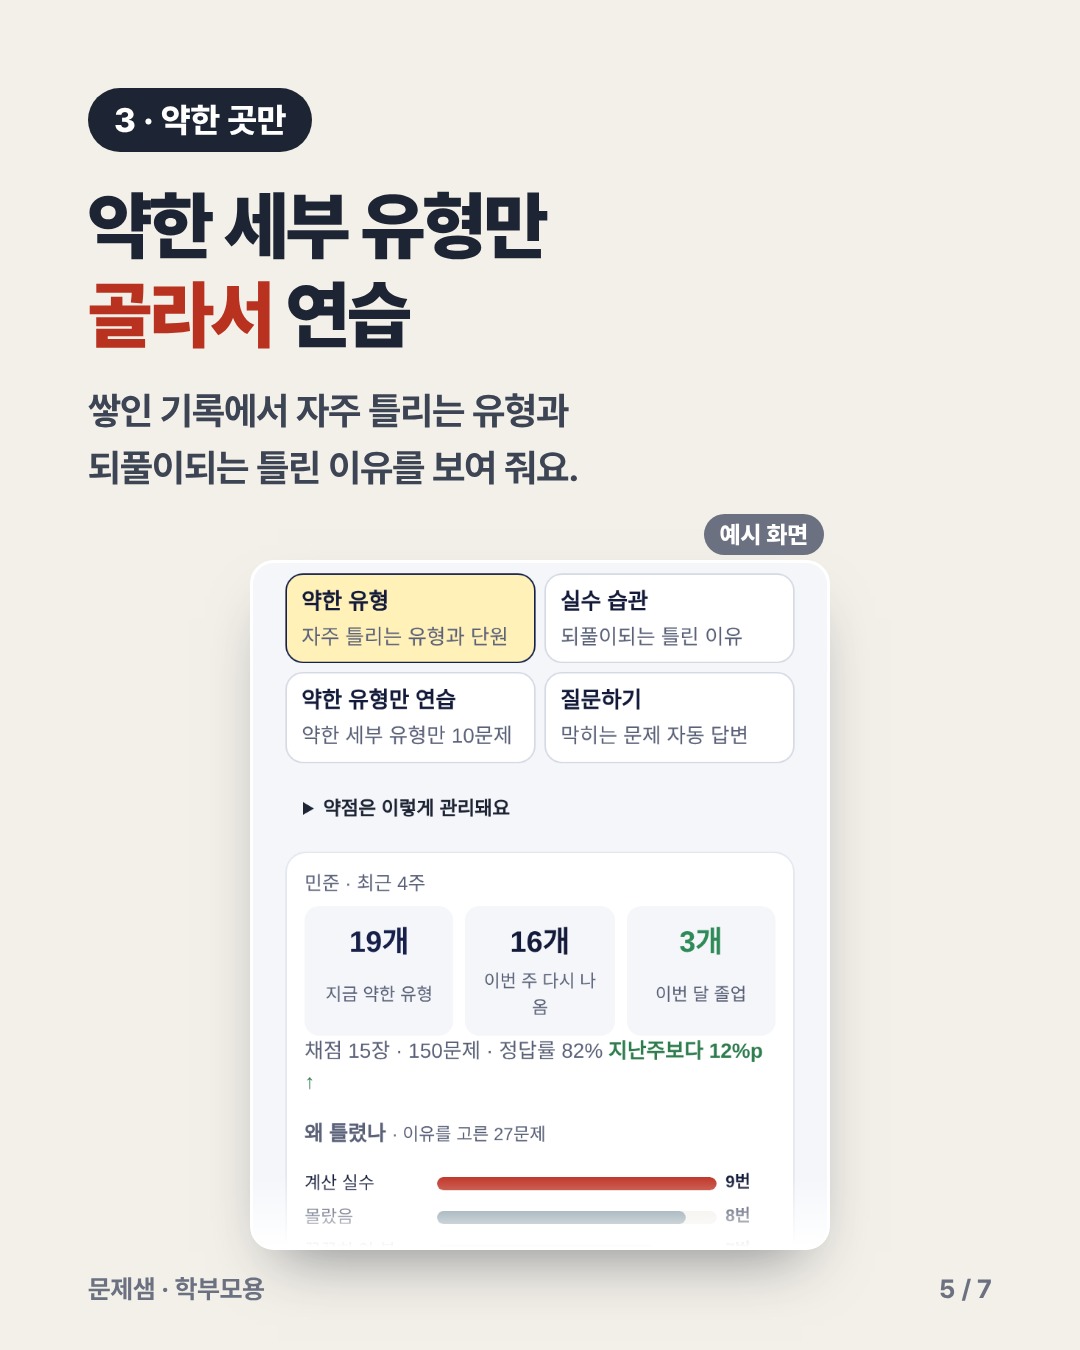 3 · 약한 곳만
약한 세부 유형만
골라서 연습
쌓인 기록에서 자주 틀리는 유형과
되풀이되는 틀린 이유를 보여 줘요.
예시 화면
약한 유형
자주 틀리는 유형과 단원
실수 습관
되풀이되는 틀린 이유
약한 유형만 연습
약한 세부 유형만 10문제
질문하기
막히는 문제 자동 답변
▶ 약점은 이렇게 관리돼요
민준 · 최근 4주
19개
지금 약한 유형
16개
이번 주 다시 나
옴
3개
이번 달 졸업
채점 15장 · 150문제 · 정답률 82% 지난주보다 12%p
↑
왜 틀렸나 · 이유를 고른 27문제
계산 실수 9번
몰랐음 8번
문제샘 · 학부모용
5 / 7